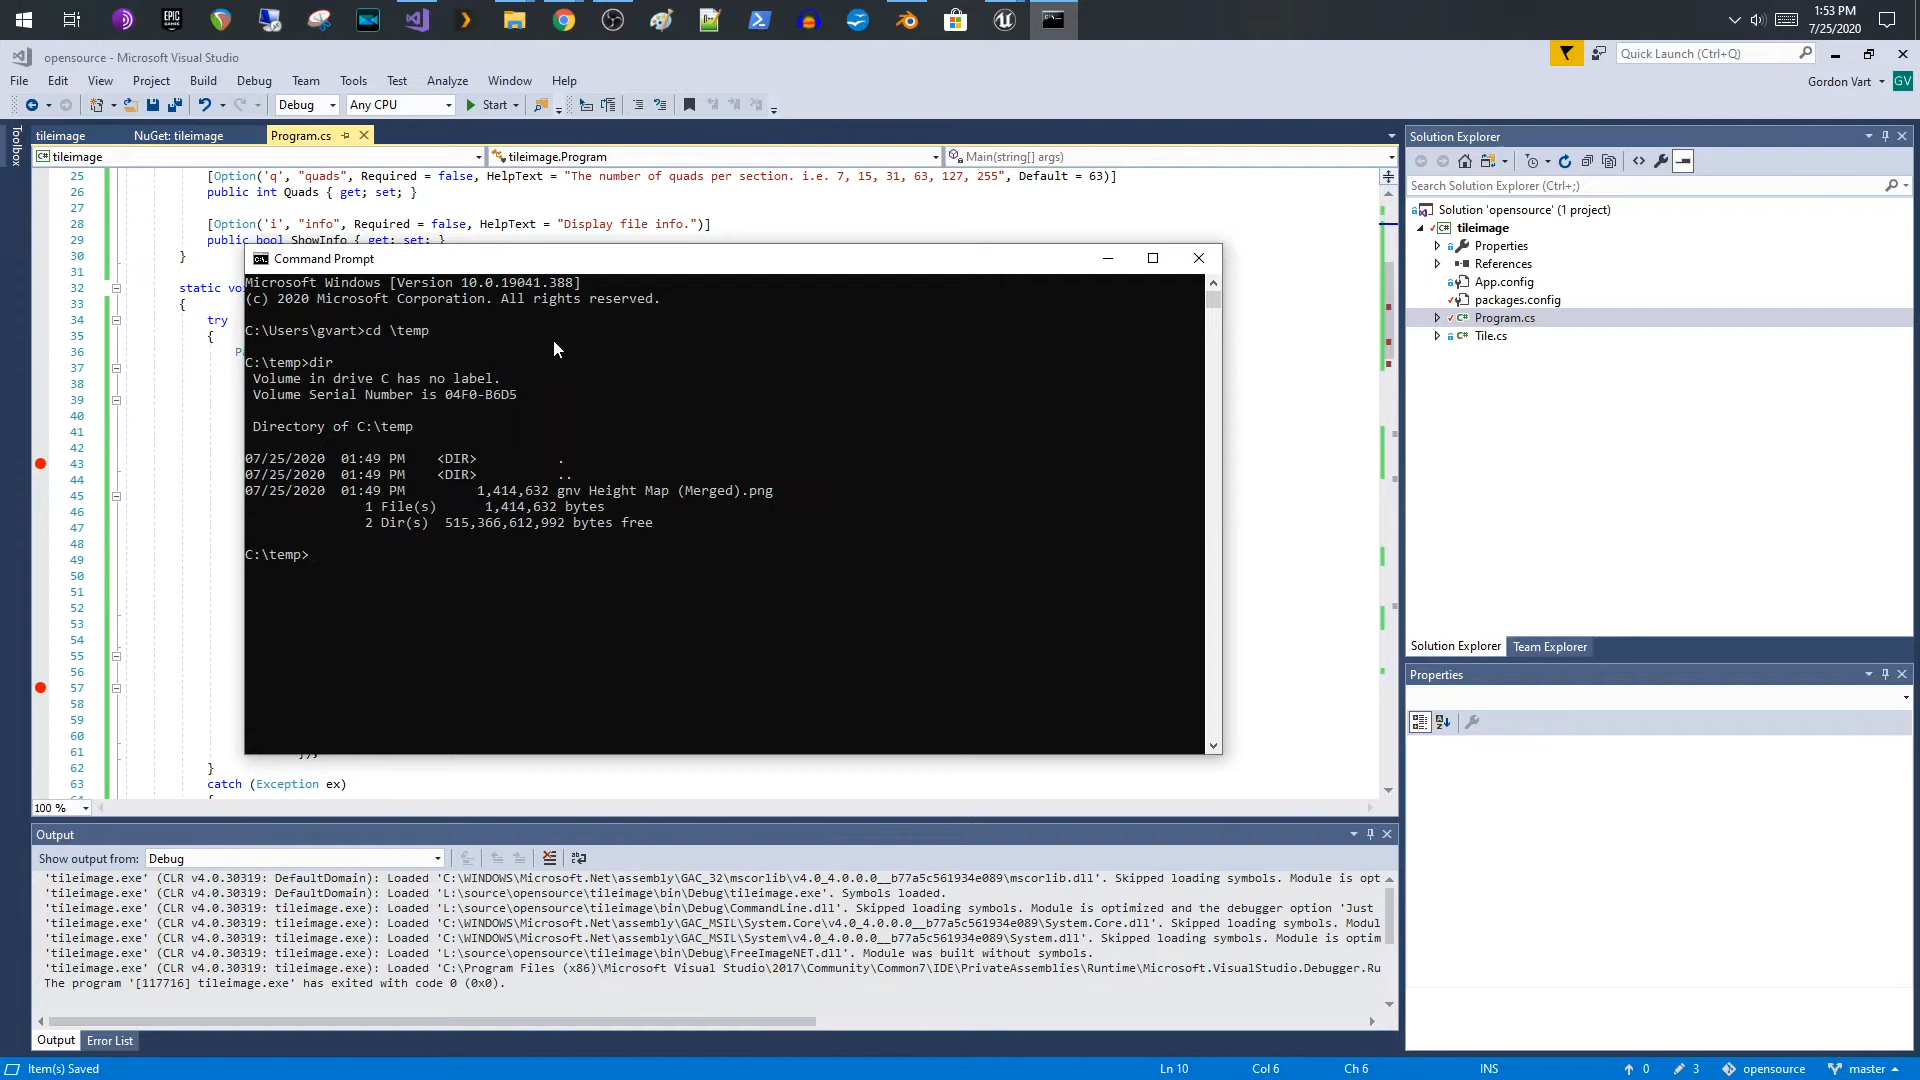 1:53 PM
7/25/2020
opensource - Microsoft Visual Studio
Quick Launch (Ctrl+Q)
File Edit View Project Build Debug Team Tools Test Analyze Window Help
Gordon Vart GV
Debug Any CPU Start
Toolbox
tileimage NuGet: tileimage Program.cs
tileimage tileimage.Program Main(string[] args)
25 [Option('q', "quads", Required = false, HelpText = "The number of quads per section. i.e. 7, 15, 31, 63, 127, 255", Default = 63)]
26 public int Quads { get; set; }
27
28 [Option('i', "info", Required = false, HelpText = "Display file info.")]
29 public bool ShowInfo { get; set; }
30 }
31
32 static vo
33 {
34 try
35 {
36 P
37
38
39
40
41
42
43
44
45
46
47
48
49
50
51
52
53
54
55
56
57
58
59
60
61 });
62 }
63 catch (Exception ex)
{
100 %
Command Prompt
Microsoft Windows [Version 10.0.19041.388]
(c) 2020 Microsoft Corporation. All rights reserved.
C:\Users\gvart>cd \temp
C:\temp>dir
Volume in drive C has no label.
Volume Serial Number is 04F0-B6D5
Directory of C:\temp
07/25/2020 01:49 PM <DIR> .
07/25/2020 01:49 PM <DIR> ..
07/25/2020 01:49 PM 1,414,632 gnv Height Map (Merged).png
1 File(s) 1,414,632 bytes
2 Dir(s) 515,366,612,992 bytes free
C:\temp>
Solution Explorer
Search Solution Explorer (Ctrl+;)
Solution 'opensource' (1 project)
tileimage
Properties
References
App.config
packages.config
Program.cs
Tile.cs
Solution Explorer Team Explorer
Properties
Output
Show output from: Debug
'tileimage.exe' (CLR v4.0.30319: DefaultDomain): Loaded 'C:\WINDOWS\Microsoft.Net\assembly\GAC_32\mscorlib\v4.0_4.0.0.0__b77a5c561934e089\mscorlib.dll'. Skipped loading symbols. Module is opt
'tileimage.exe' (CLR v4.0.30319: DefaultDomain): Loaded 'L:\source\opensource\tileimage\bin\Debug\tileimage.exe'. Symbols loaded.
'tileimage.exe' (CLR v4.0.30319: tileimage.exe): Loaded 'L:\source\opensource\tileimage\bin\Debug\CommandLine.dll'. Skipped loading symbols. Module is optimized and the debugger option 'Just
'tileimage.exe' (CLR v4.0.30319: tileimage.exe): Loaded 'C:\WINDOWS\Microsoft.Net\assembly\GAC_MSIL\System.Core\v4.0_4.0.0.0__b77a5c561934e089\System.Core.dll'. Skipped loading symbols. Modul
'tileimage.exe' (CLR v4.0.30319: tileimage.exe): Loaded 'C:\WINDOWS\Microsoft.Net\assembly\GAC_MSIL\System\v4.0_4.0.0.0__b77a5c561934e089\System.dll'. Skipped loading symbols. Module is optim
'tileimage.exe' (CLR v4.0.30319: tileimage.exe): Loaded 'L:\source\opensource\tileimage\bin\Debug\FreeImageNET.dll'. Module was built without symbols.
'tileimage.exe' (CLR v4.0.30319: tileimage.exe): Loaded 'C:\Program Files (x86)\Microsoft Visual Studio\2017\Community\Common7\IDE\PrivateAssemblies\Runtime\Microsoft.VisualStudio.Debugger.Ru
The program '[117716] tileimage.exe' has exited with code 0 (0x0).
Output Error List
Item(s) Saved Ln 10 Col 6 Ch 6 INS 0 3 opensource master